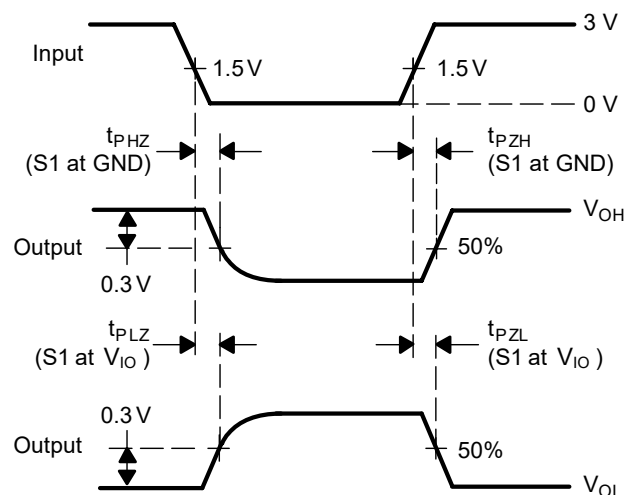 3 V
Input
1.5 V
1.5 V
0 V
tPHZ
(S1 at GND)
tPZH
(S1 at GND)
VOH
Output
50%
0.3 V
tPLZ
(S1 at VIO )
tPZL
(S1 at VIO )
0.3 V
Output
50%
VOL